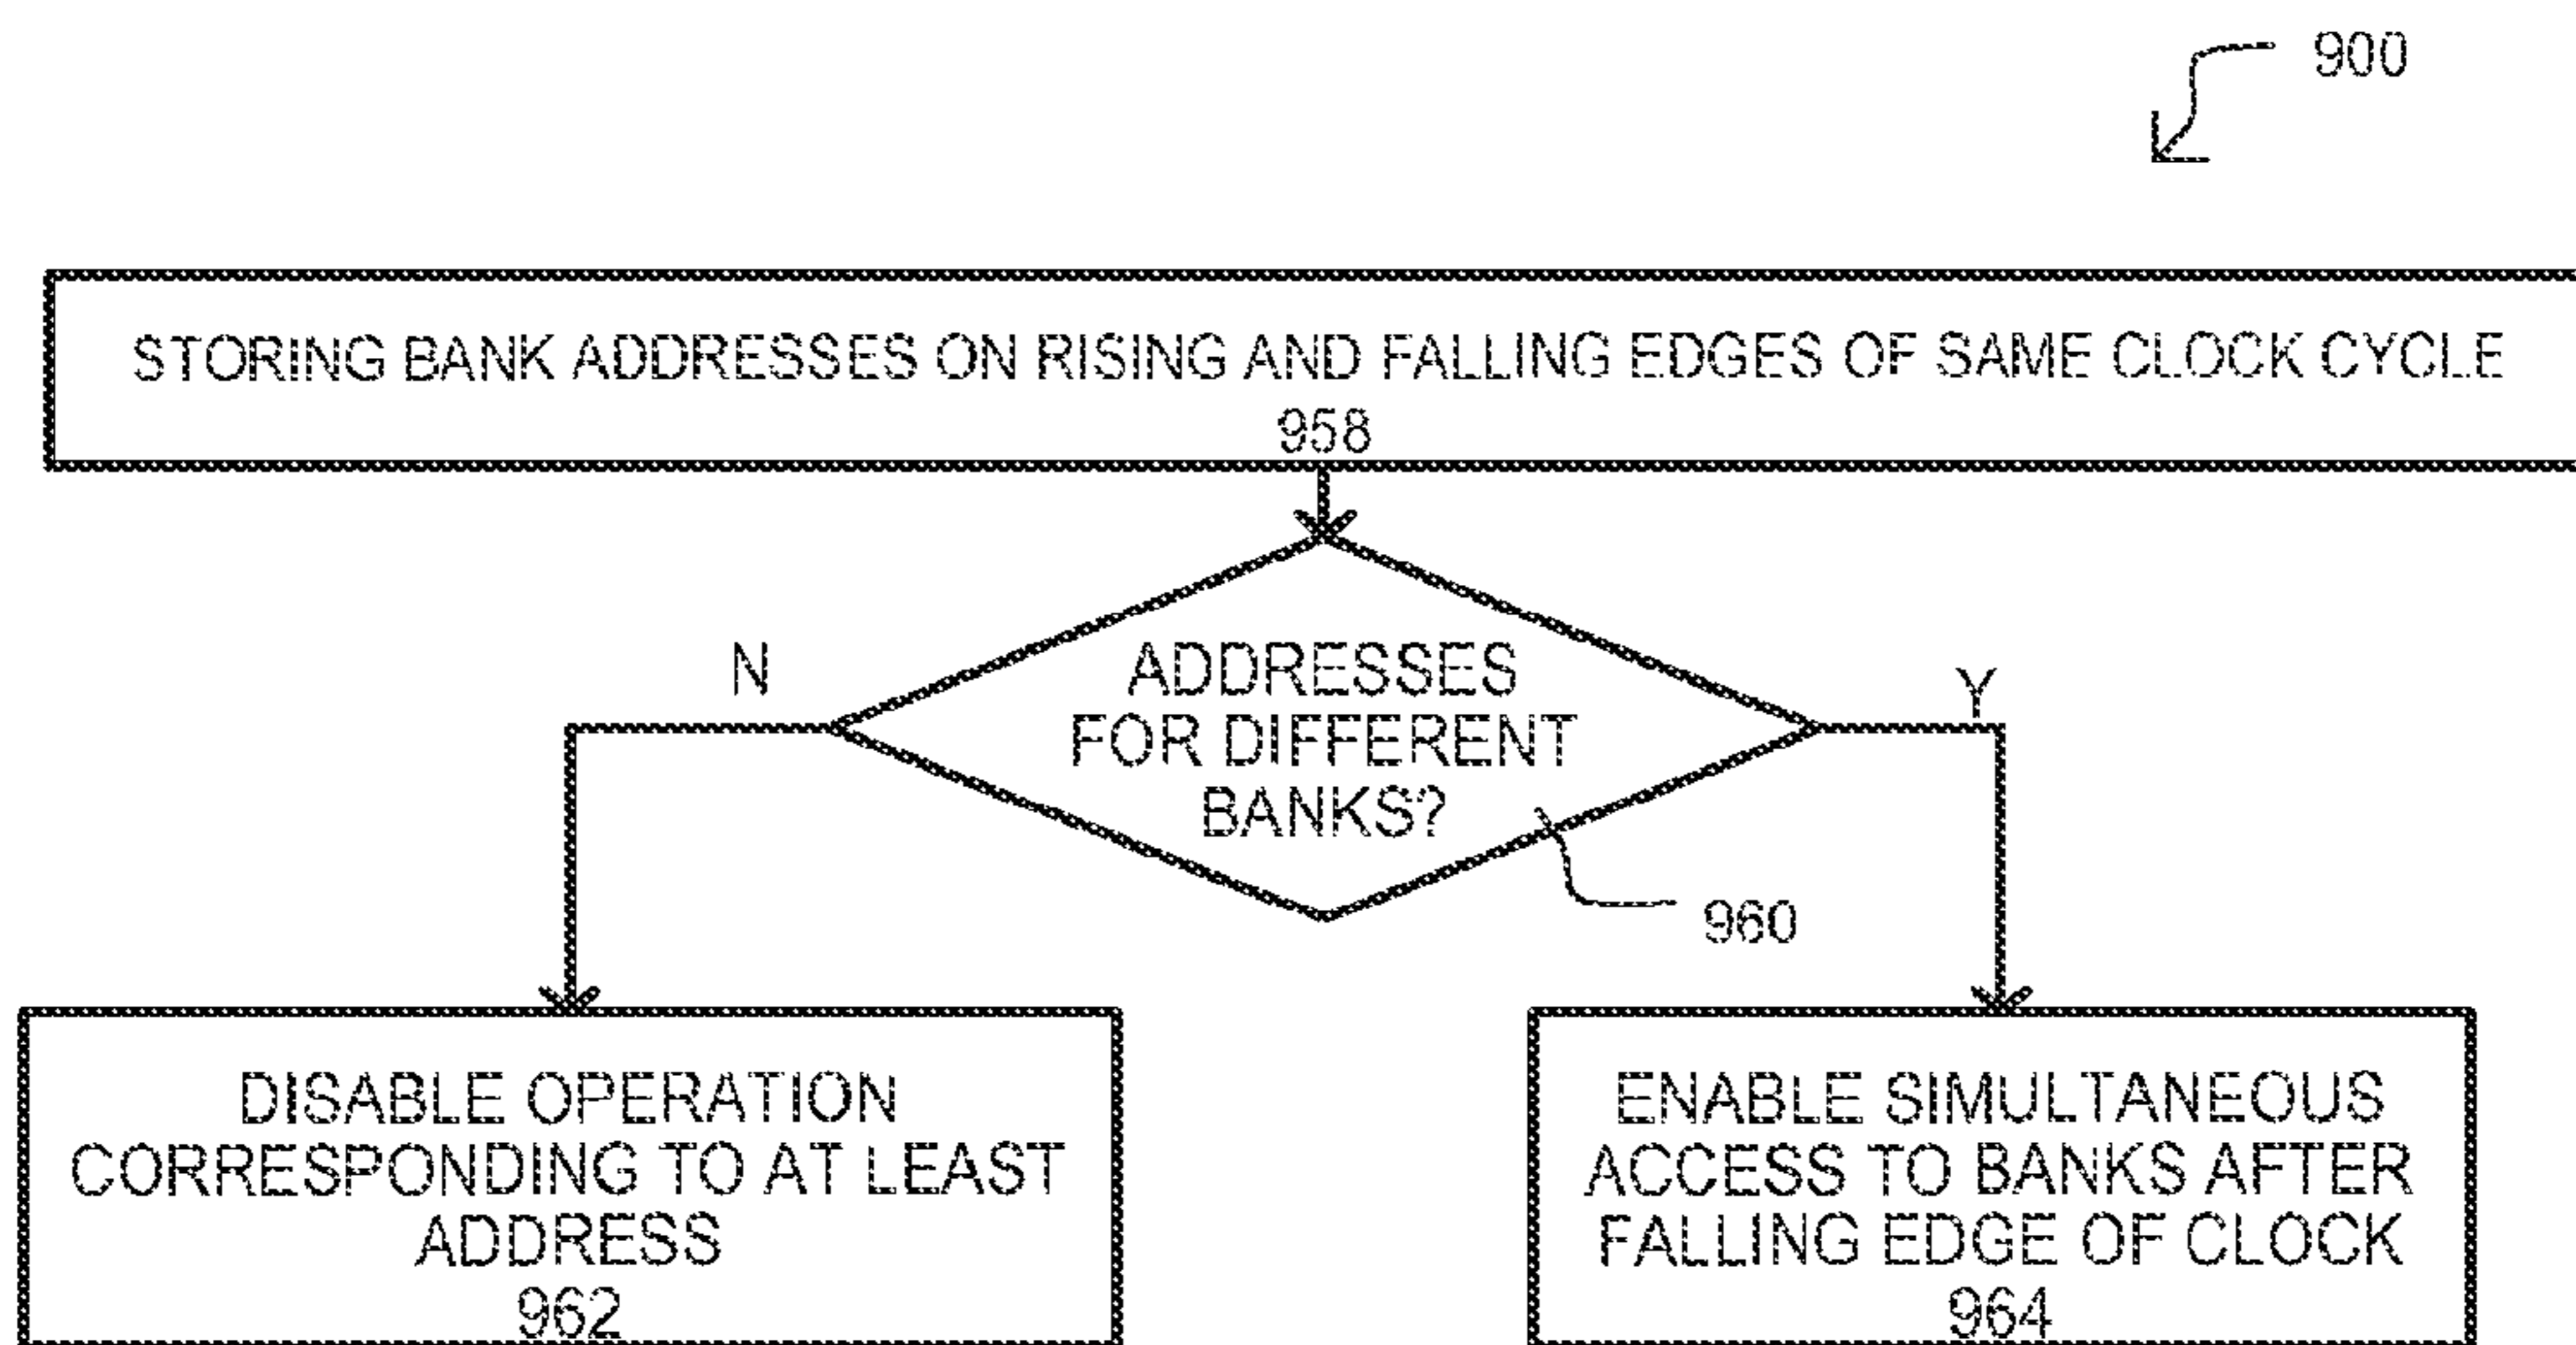 900
STORING BANK ADDRESSES ON RISING AND FALLING EDGES OF SAME CLOCK CYCLE
958
N
ADDRESSES
FOR DIFFERENT
BANKS?
Y
960
DISABLE OPERATION
CORRESPONDING TO AT LEAST
ADDRESS
962
ENABLE SIMULTANEOUS
ACCESS TO BANKS AFTER
FALLING EDGE OF CLOCK
964